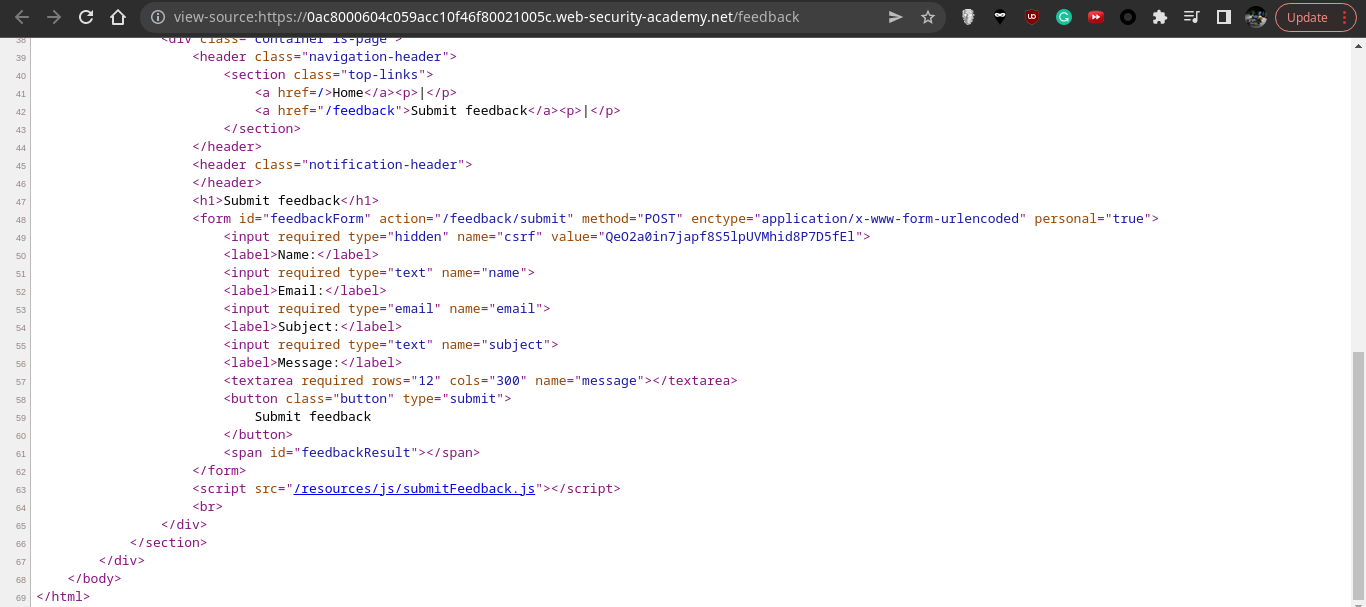 view-source:https://0ac8000604c059acc10f46f80021005c.web-security-academy.net/feedback
UD
G
Update
38 <div class="container is-page">
39 <header class="navigation-header">
40 <section class="top-links">
41 <a href=/>Home</a><p>|</p>
42 <a href="/feedback">Submit feedback</a><p>|</p>
43 </section>
44 </header>
45 <header class="notification-header">
46 </header>
47 <h1>Submit feedback</h1>
48 <form id="feedbackForm" action="/feedback/submit" method="POST" enctype="application/x-www-form-urlencoded" personal="true">
49 <input required type="hidden" name="csrf" value="QeO2a0in7japf8S5lpUVMhid8P7D5fEl">
50 <label>Name:</label>
51 <input required type="text" name="name">
52 <label>Email:</label>
53 <input required type="email" name="email">
54 <label>Subject:</label>
55 <input required type="text" name="subject">
56 <label>Message:</label>
57 <textarea required rows="12" cols="300" name="message"></textarea>
58 <button class="button" type="submit">
59 Submit feedback
60 </button>
61 <span id="feedbackResult"></span>
62 </form>
63 <script src="/resources/js/submitFeedback.js"></script>
64 <br>
65 </div>
66 </section>
67 </div>
68 </body>
69 </html>